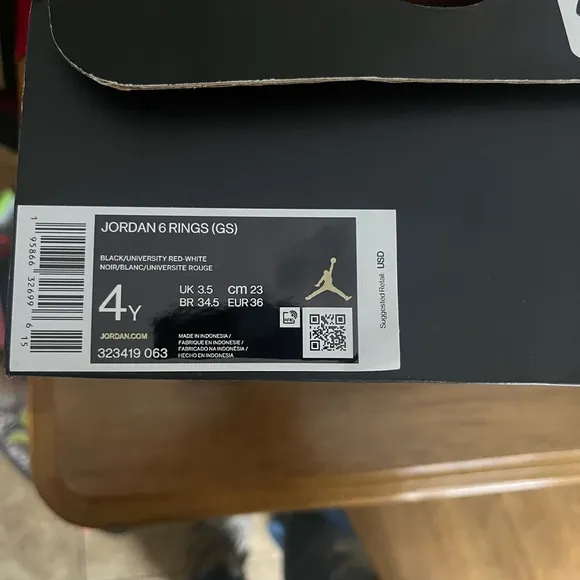 JORDAN 6 RINGS (GS)
BLACK/UNIVERSITY RED-WHITE
NOIR/BLANC/UNIVERSITE ROUGE
4Y
UK 3.5 cm 23
BR 34.5 EUR 36
JORDAN.COM
323419 063
MADE IN INDONESIA /
FABRIQUE EN INDONESIE /
FABRICADO NA INDONÉSIA /
HECHO EN INDONESIA
Suggested Retail USD
1 95866 32699 6 15